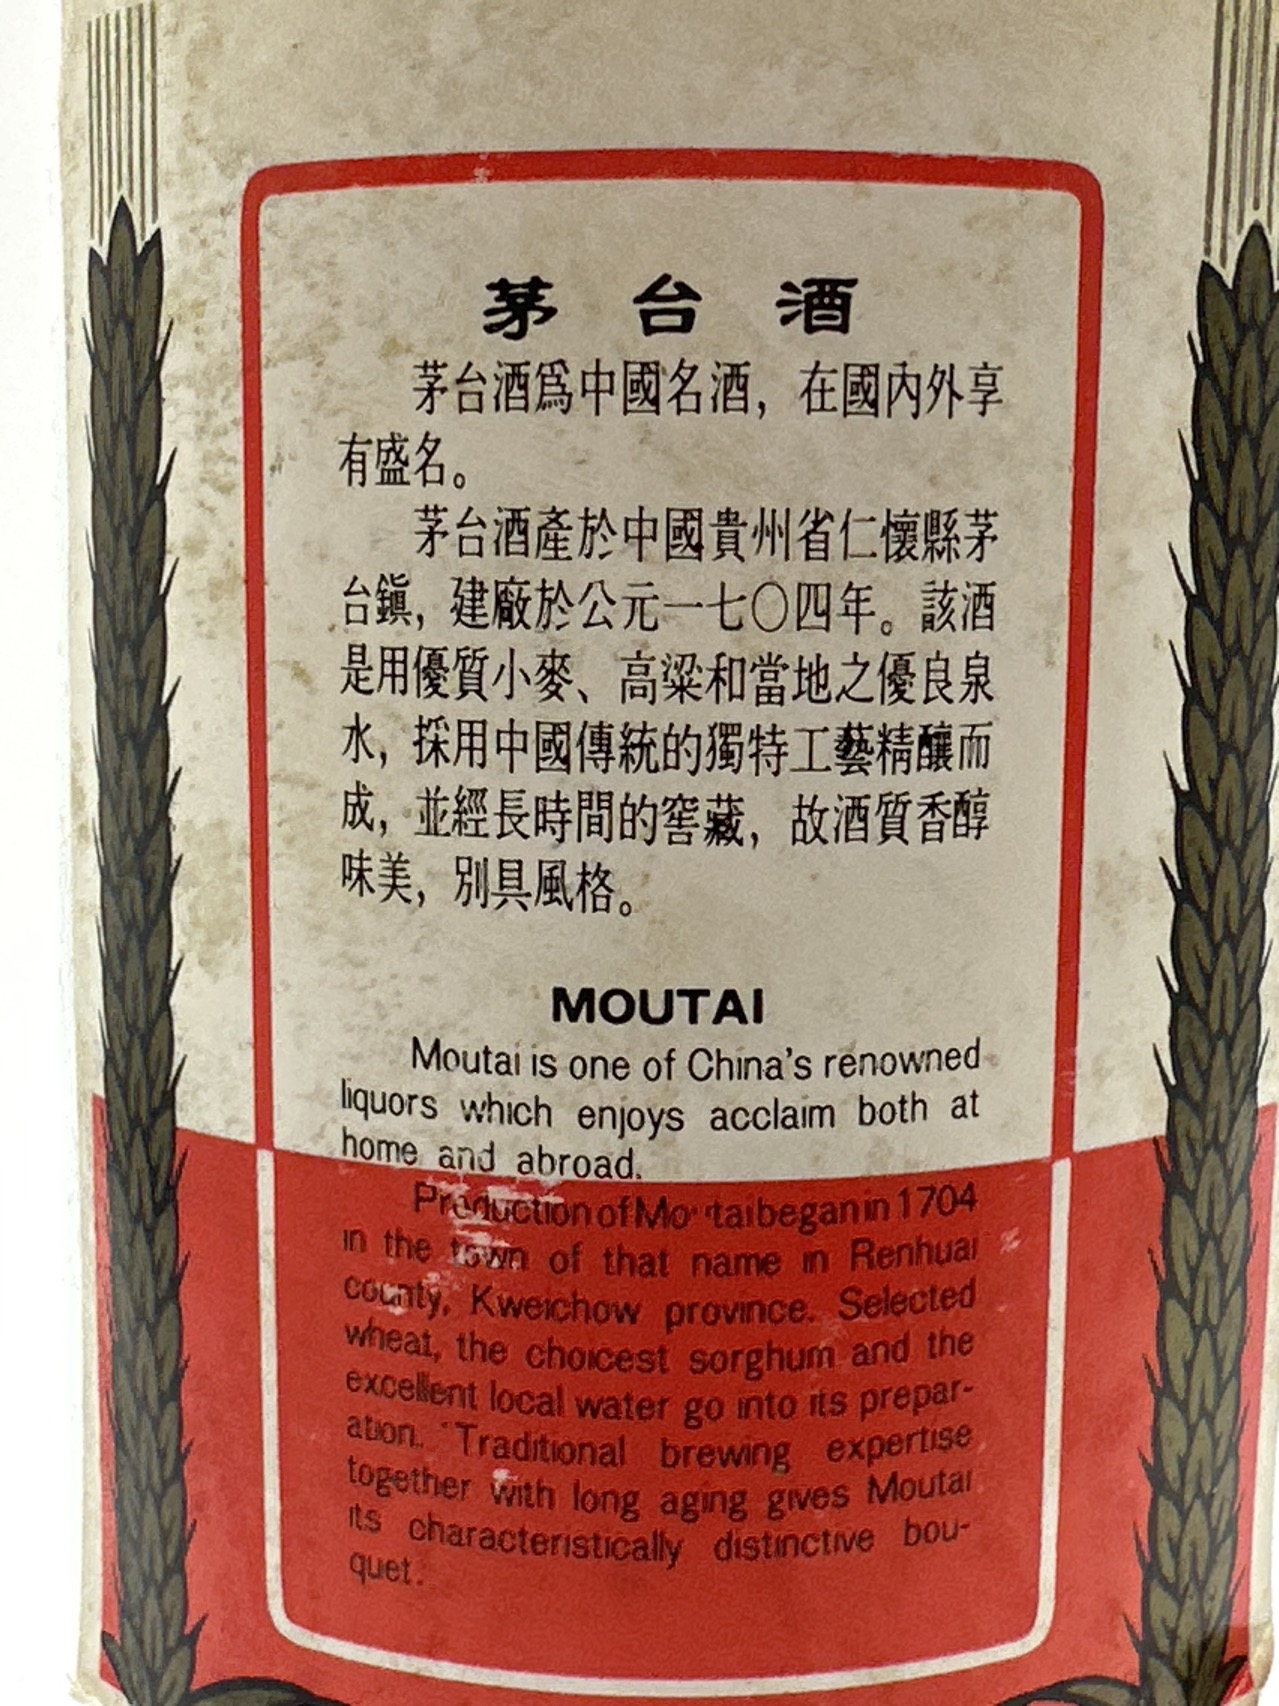 茅台酒
茅台酒爲中國名酒，在國內外享
有盛名。
茅台酒產於中國貴州省仁懷縣茅
台鎮，建廠於公元一七〇四年。該酒
是用優質小麥、高粱和當地之優良泉
水，採用中國傳統的獨特工藝精釀而
成，並經長時間的窖藏，故酒質香醇
味美，別具風格。
MOUTAI
Moutai is one of China's renowned
liquors which enjoys acclaim both at
home and abroad.
Production of Moutai began in 1704
in the town of that name in Renhuai
county, Kweichow province. Selected
wheat, the choicest sorghum and the
excellent local water go into its prepar-
ation. Traditional brewing expertise
together with long aging gives Moutai
its characteristically distinctive bou-
quet.